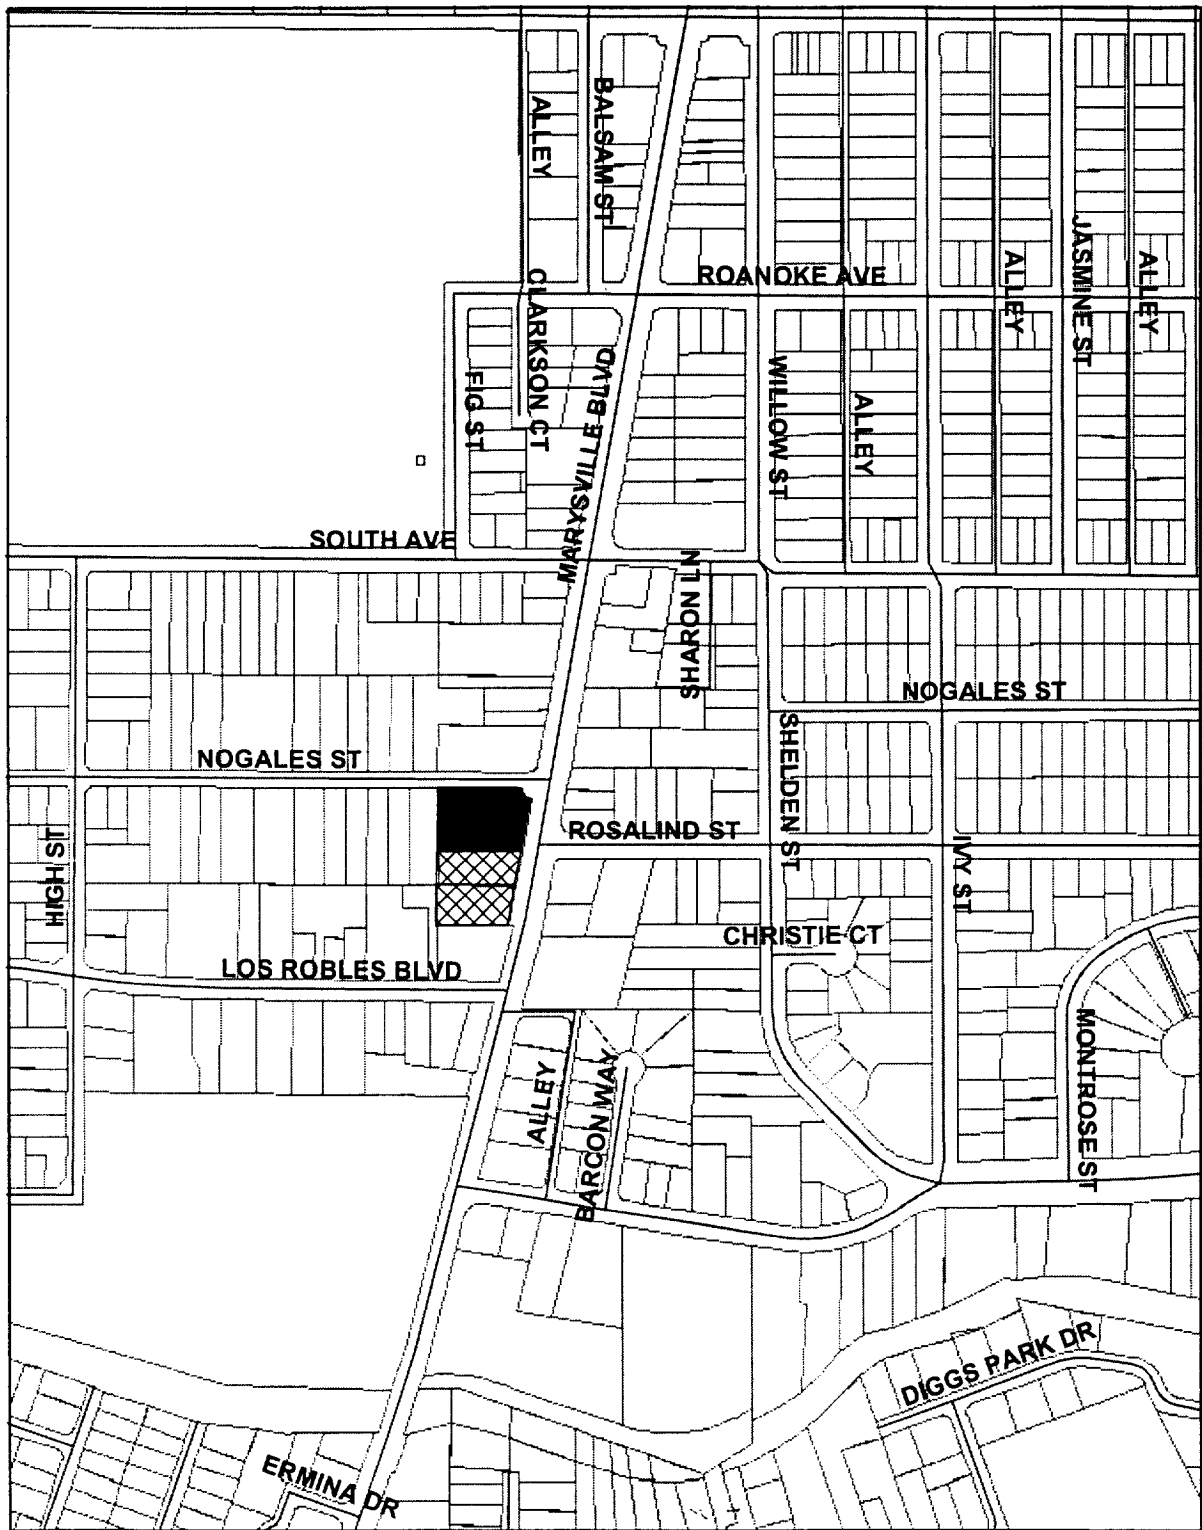 BALSAM ST
ALLEY
ROANOKE AVE
CLARKSON CT
JASMINE ST
ALLEY
ALLEY
FIG ST
MARYSVILLE BLVD
WILLOW ST
ALLEY
SOUTH AVE
SHARON LN
NOGALES ST
NOGALES ST
SHELDEN ST
ROSALIND ST
HIGH ST
IVY ST
CHRISTIE CT
LOS ROBLES BLVD
MONTROSE ST
ALLEY
BARCON WAY
DIGGS PARK DR
ERMINA DR